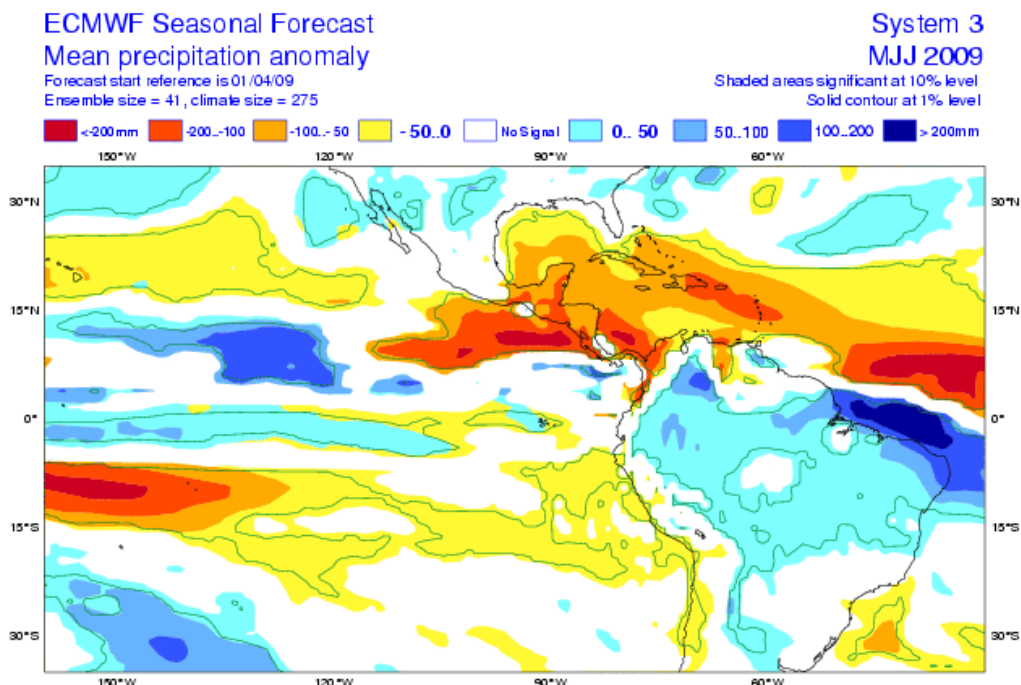 ECMWF Seasonal Forecast
System 3
Mean precipitation anomaly
MJJ 2009
Forecast start reference is 01/04/09
Shaded areas significant at 10% level
Ensemble size = 41, climate size = 275
Solid contour at 1% level
<-200mm -200..-100 -100..-50 -50..0 No Signal 0..50 50..100 100..200 > 200mm
150°W 120°W 90°W 60°W
30°N 30°N
15°N 15°N
0° 0°
15°S 15°S
30°S 30°S
150°W 120°W 90°W 60°W